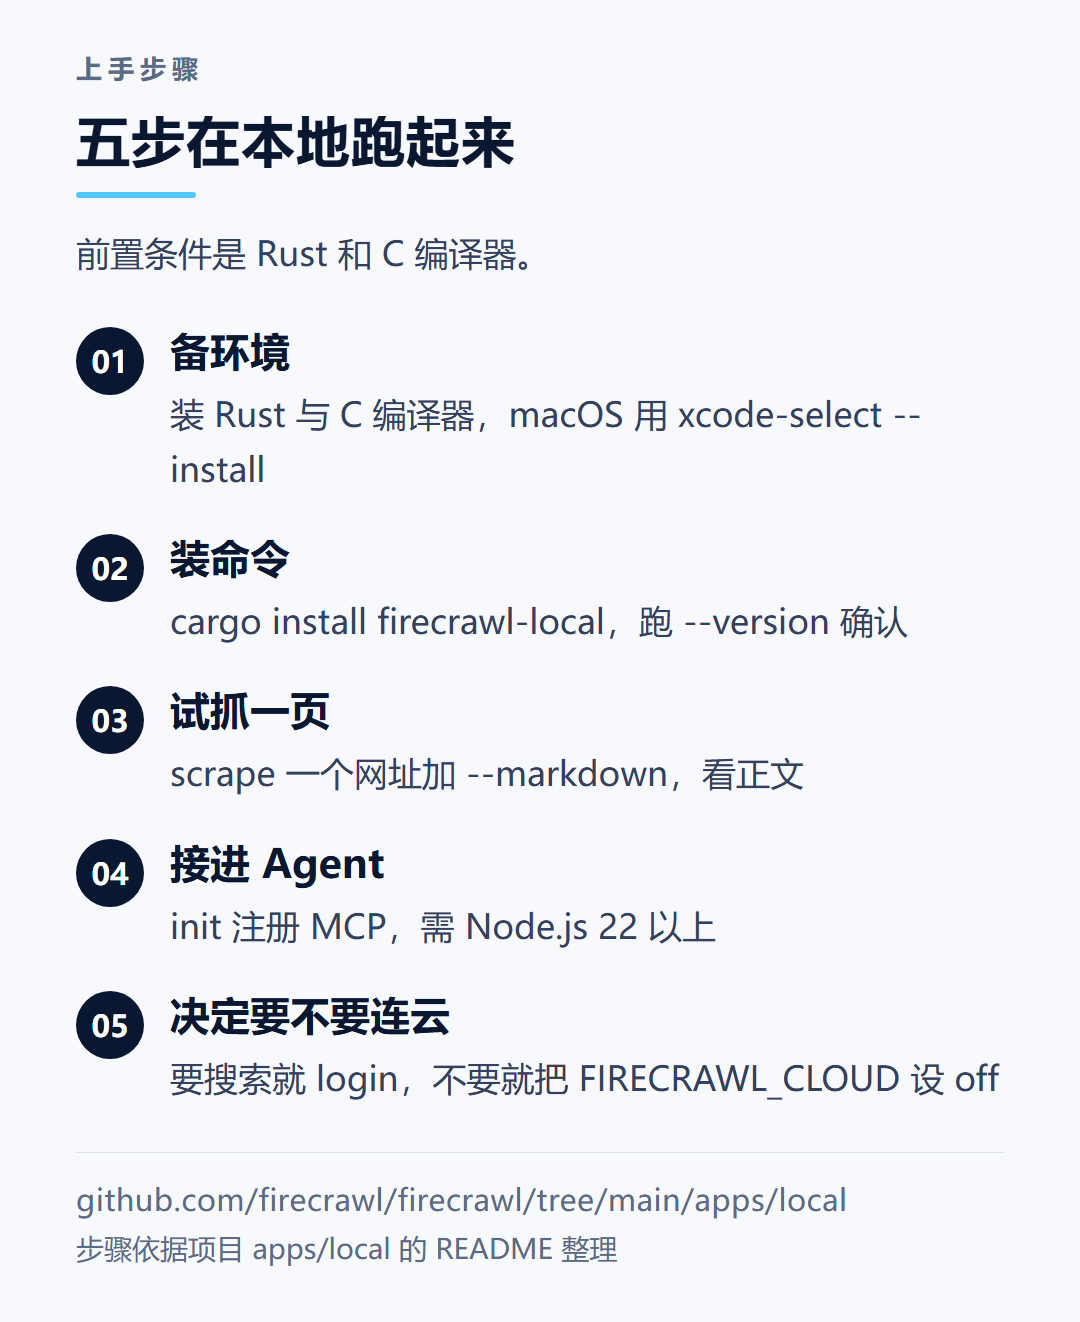 上手步骤
五步在本地跑起来
前置条件是 Rust 和 C 编译器。
01
备环境
装 Rust 与 C 编译器，macOS 用 xcode-select --
install
02
装命令
cargo install firecrawl-local，跑 --version 确认
03
试抓一页
scrape 一个网址加 --markdown，看正文
04
接进 Agent
init 注册 MCP，需 Node.js 22 以上
05
决定要不要连云
要搜索就 login，不要就把 FIRECRAWL_CLOUD 设 off
github.com/firecrawl/firecrawl/tree/main/apps/local
步骤依据项目 apps/local 的 README 整理